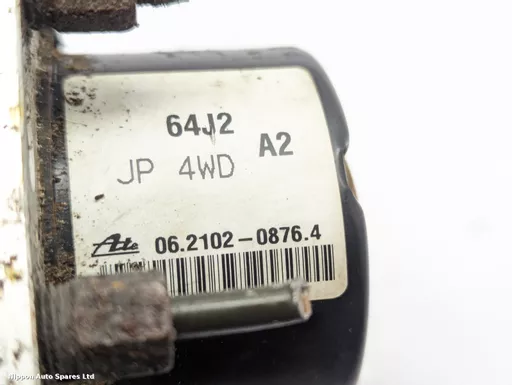 64J2 A2
JP 4WD
Ate 06.2102-0876.4
Nippon Auto Spares Ltd